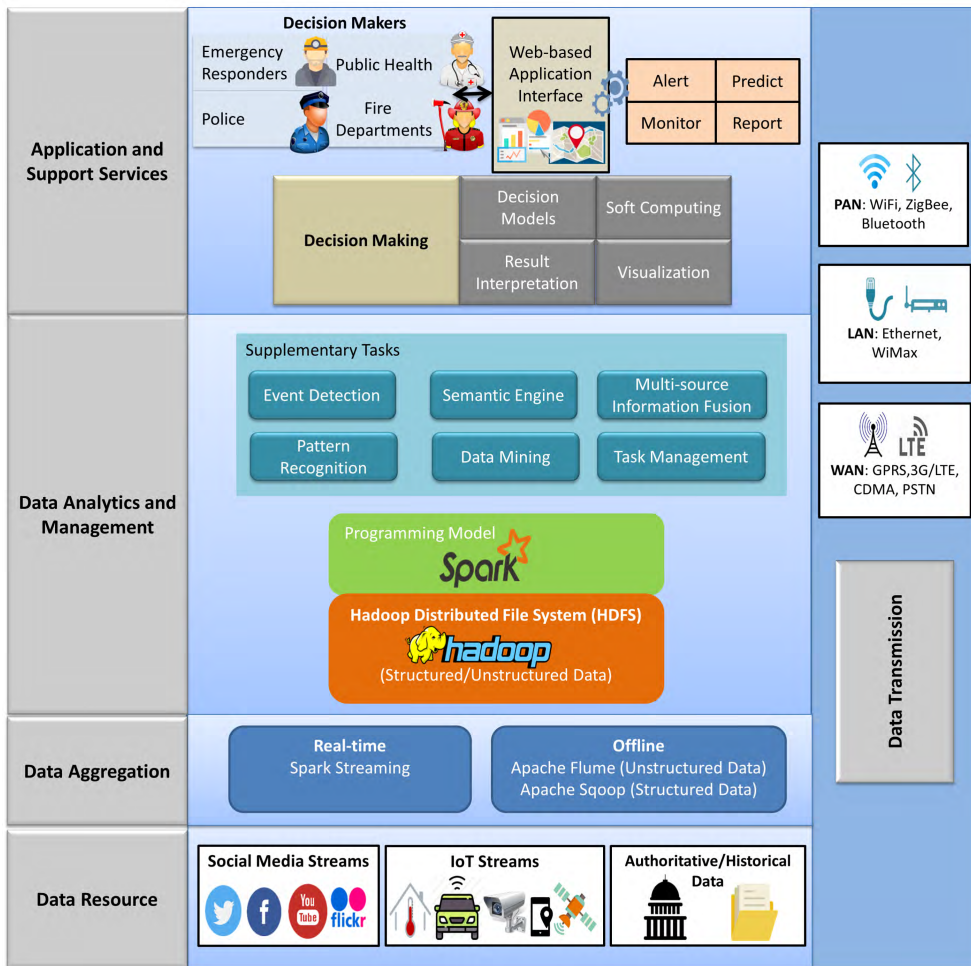 Decision Makers
Emergency
Responders
Public Health
Police
Fire
Departments
Web-based
Application
Interface
Alert
Predict
Monitor
Report
Application and
Support Services
Decision Making
Decision
Models
Soft Computing
Result
Interpretation
Visualization
PAN: WiFi, ZigBee,
Bluetooth
LAN: Ethernet,
WiMax
LTE
WAN: GPRS,3G/LTE,
CDMA, PSTN
Data Transmission
Data Analytics and
Management
Supplementary Tasks
Event Detection
Semantic Engine
Multi-source
Information Fusion
Pattern
Recognition
Data Mining
Task Management
Programming Model
Spark
Hadoop Distributed File System (HDFS)
hadoop
(Structured/Unstructured Data)
Data Aggregation
Real-time
Spark Streaming
Offline
Apache Flume (Unstructured Data)
Apache Sqoop (Structured Data)
Data Resource
Social Media Streams
f
You
Tube
flickr
IoT Streams
Authoritative/Historical
Data